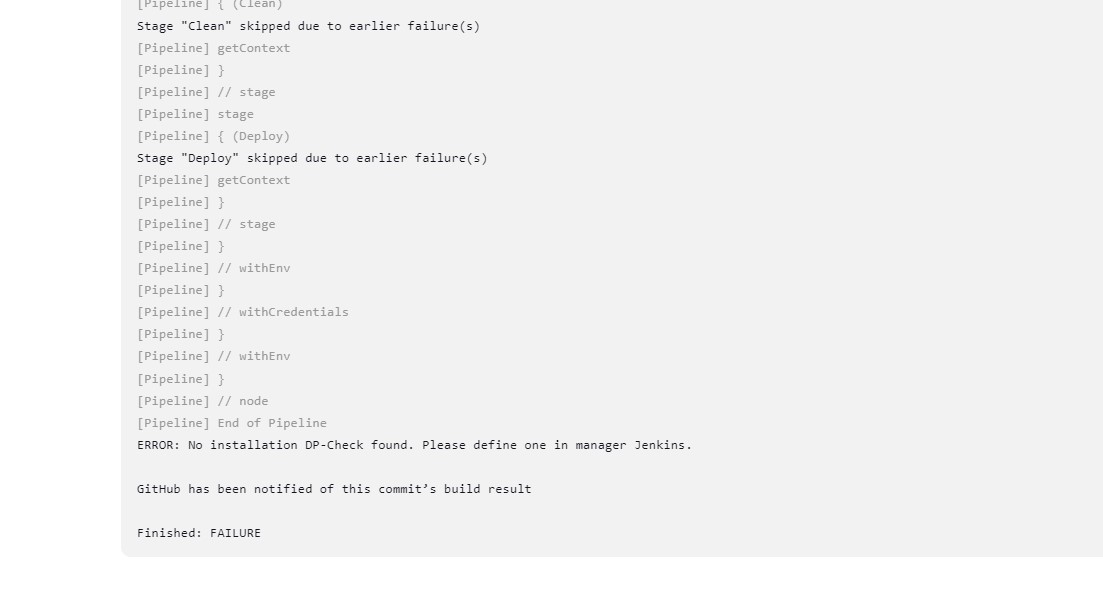 [Pipeline] { (Clean)
Stage "Clean" skipped due to earlier failure(s)
[Pipeline] getContext
[Pipeline] }
[Pipeline] // stage
[Pipeline] stage
[Pipeline] { (Deploy)
Stage "Deploy" skipped due to earlier failure(s)
[Pipeline] getContext
[Pipeline] }
[Pipeline] // stage
[Pipeline] }
[Pipeline] // withEnv
[Pipeline] }
[Pipeline] // withCredentials
[Pipeline] }
[Pipeline] // withEnv
[Pipeline] }
[Pipeline] // node
[Pipeline] End of Pipeline
ERROR: No installation DP-Check found. Please define one in manager Jenkins.
GitHub has been notified of this commit’s build result
Finished: FAILURE